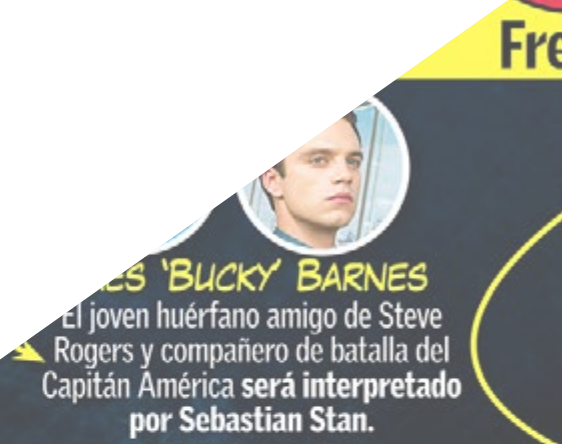 Fre
ES 'BUCKY' BARNES
El joven huérfano amigo de Steve
Rogers y compañero de batalla del
Capitán América será interpretado
por Sebastian Stan.